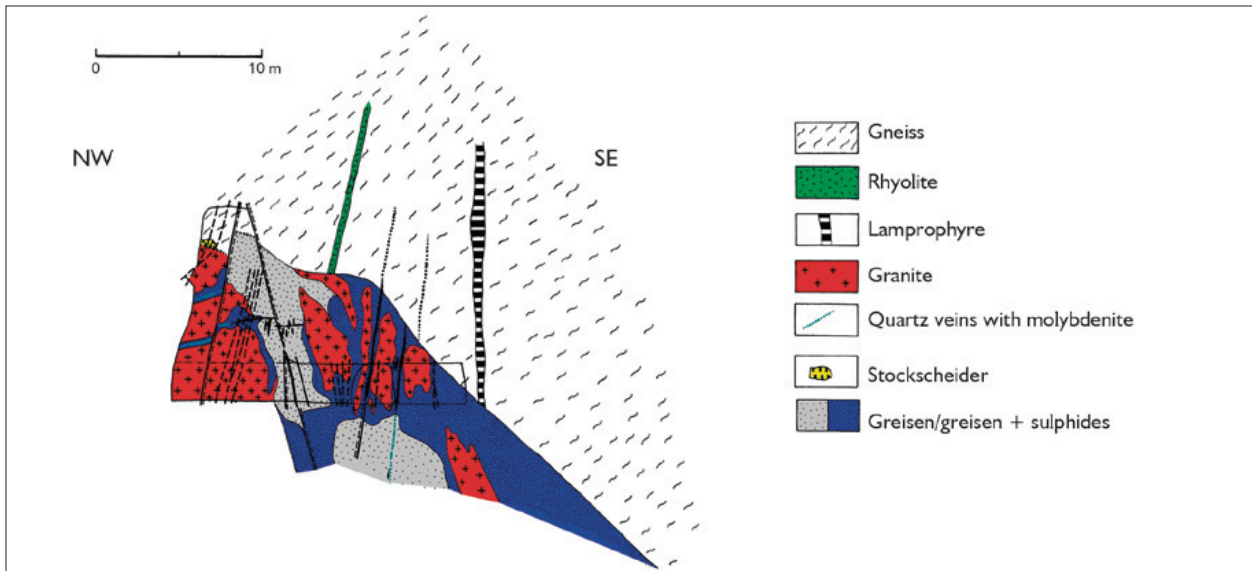 0
10 m
NW
SE
Gneiss
Rhyolite
Lamprophyre
Granite
Quartz veins with molybdenite
Stockscheider
Greisen/greisen + sulphides